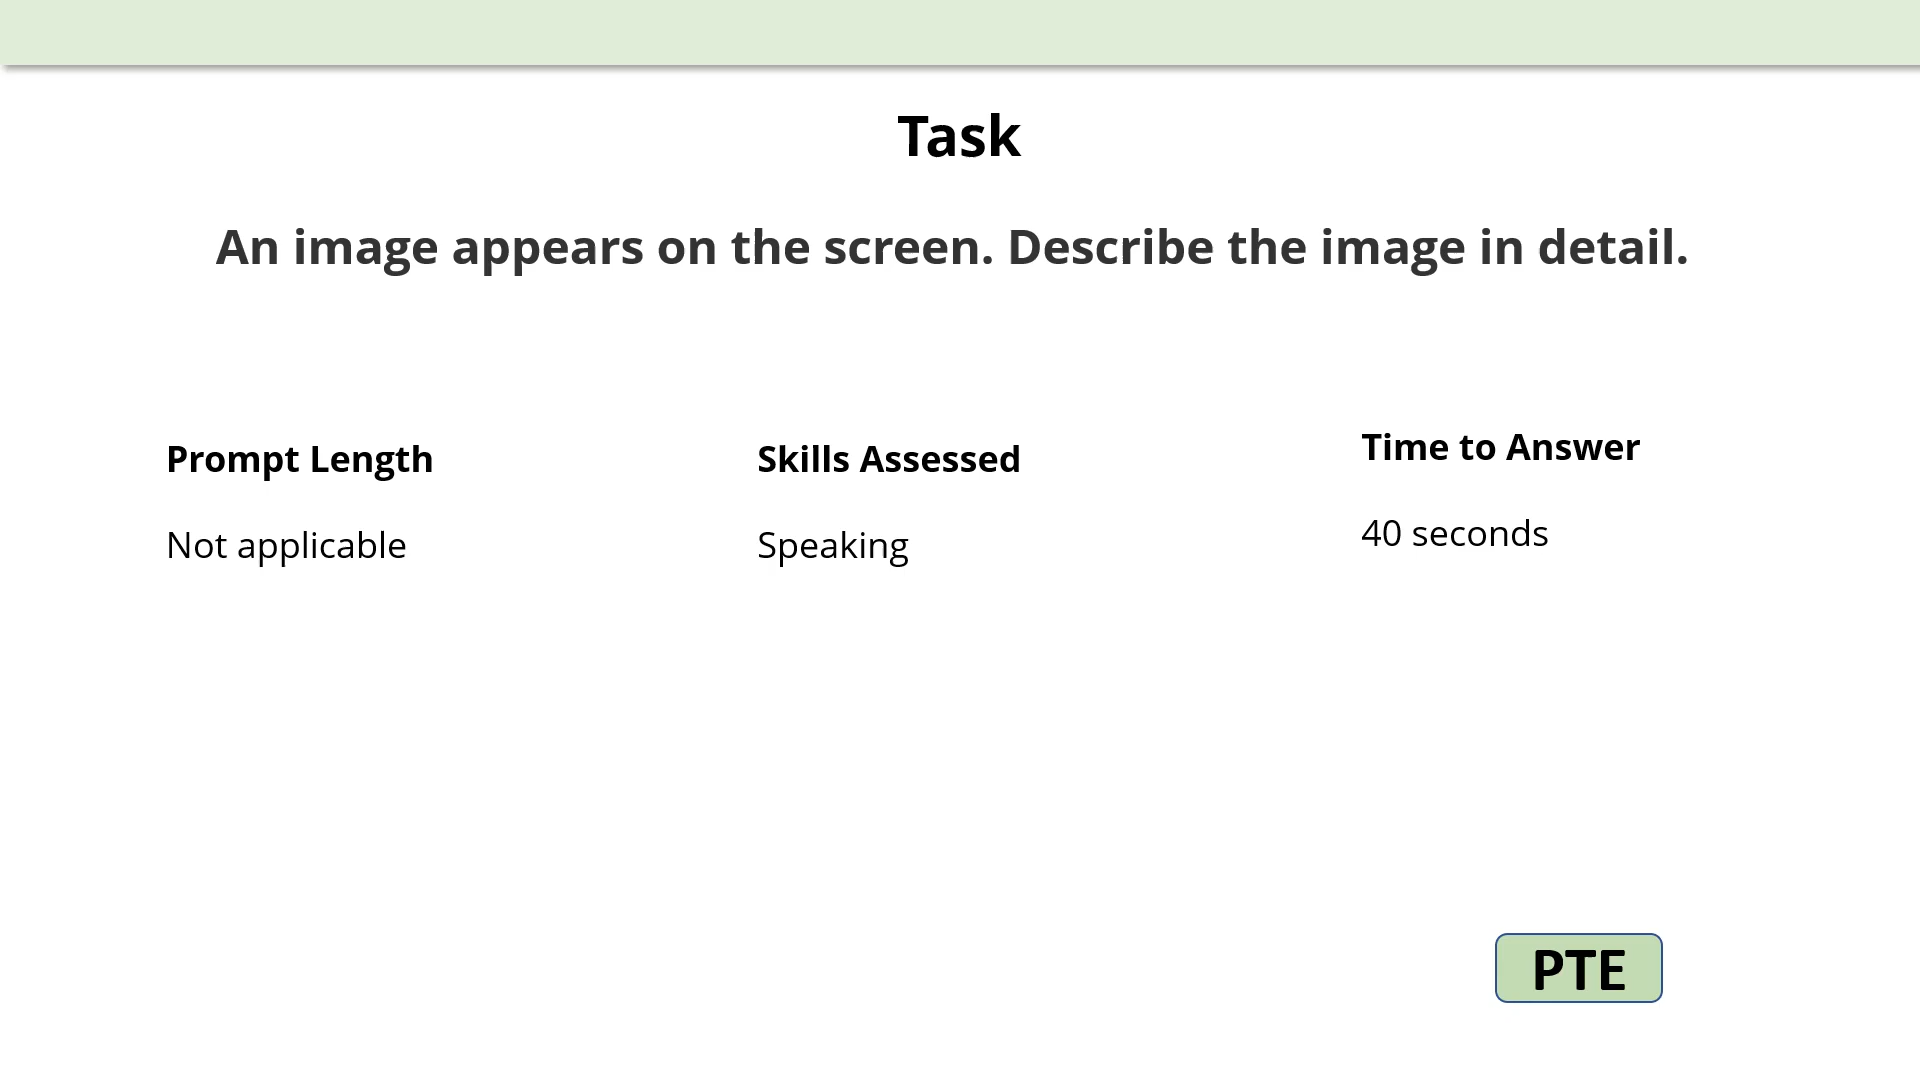 Task
An image appears on the screen. Describe the image in detail.
Prompt Length
Not applicable
Skills Assessed
Speaking
Time to Answer
40 seconds
PTE